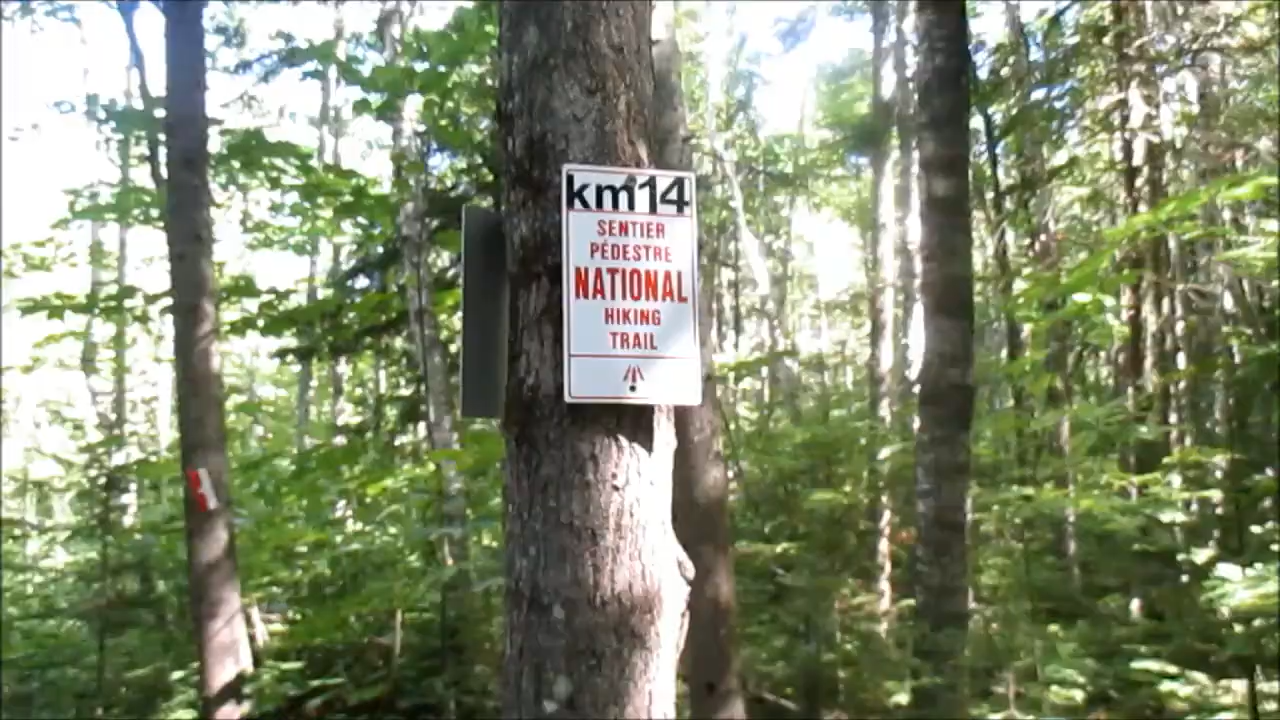 km14
SENTIER
PÉDESTRE
NATIONAL
HIKING
TRAIL